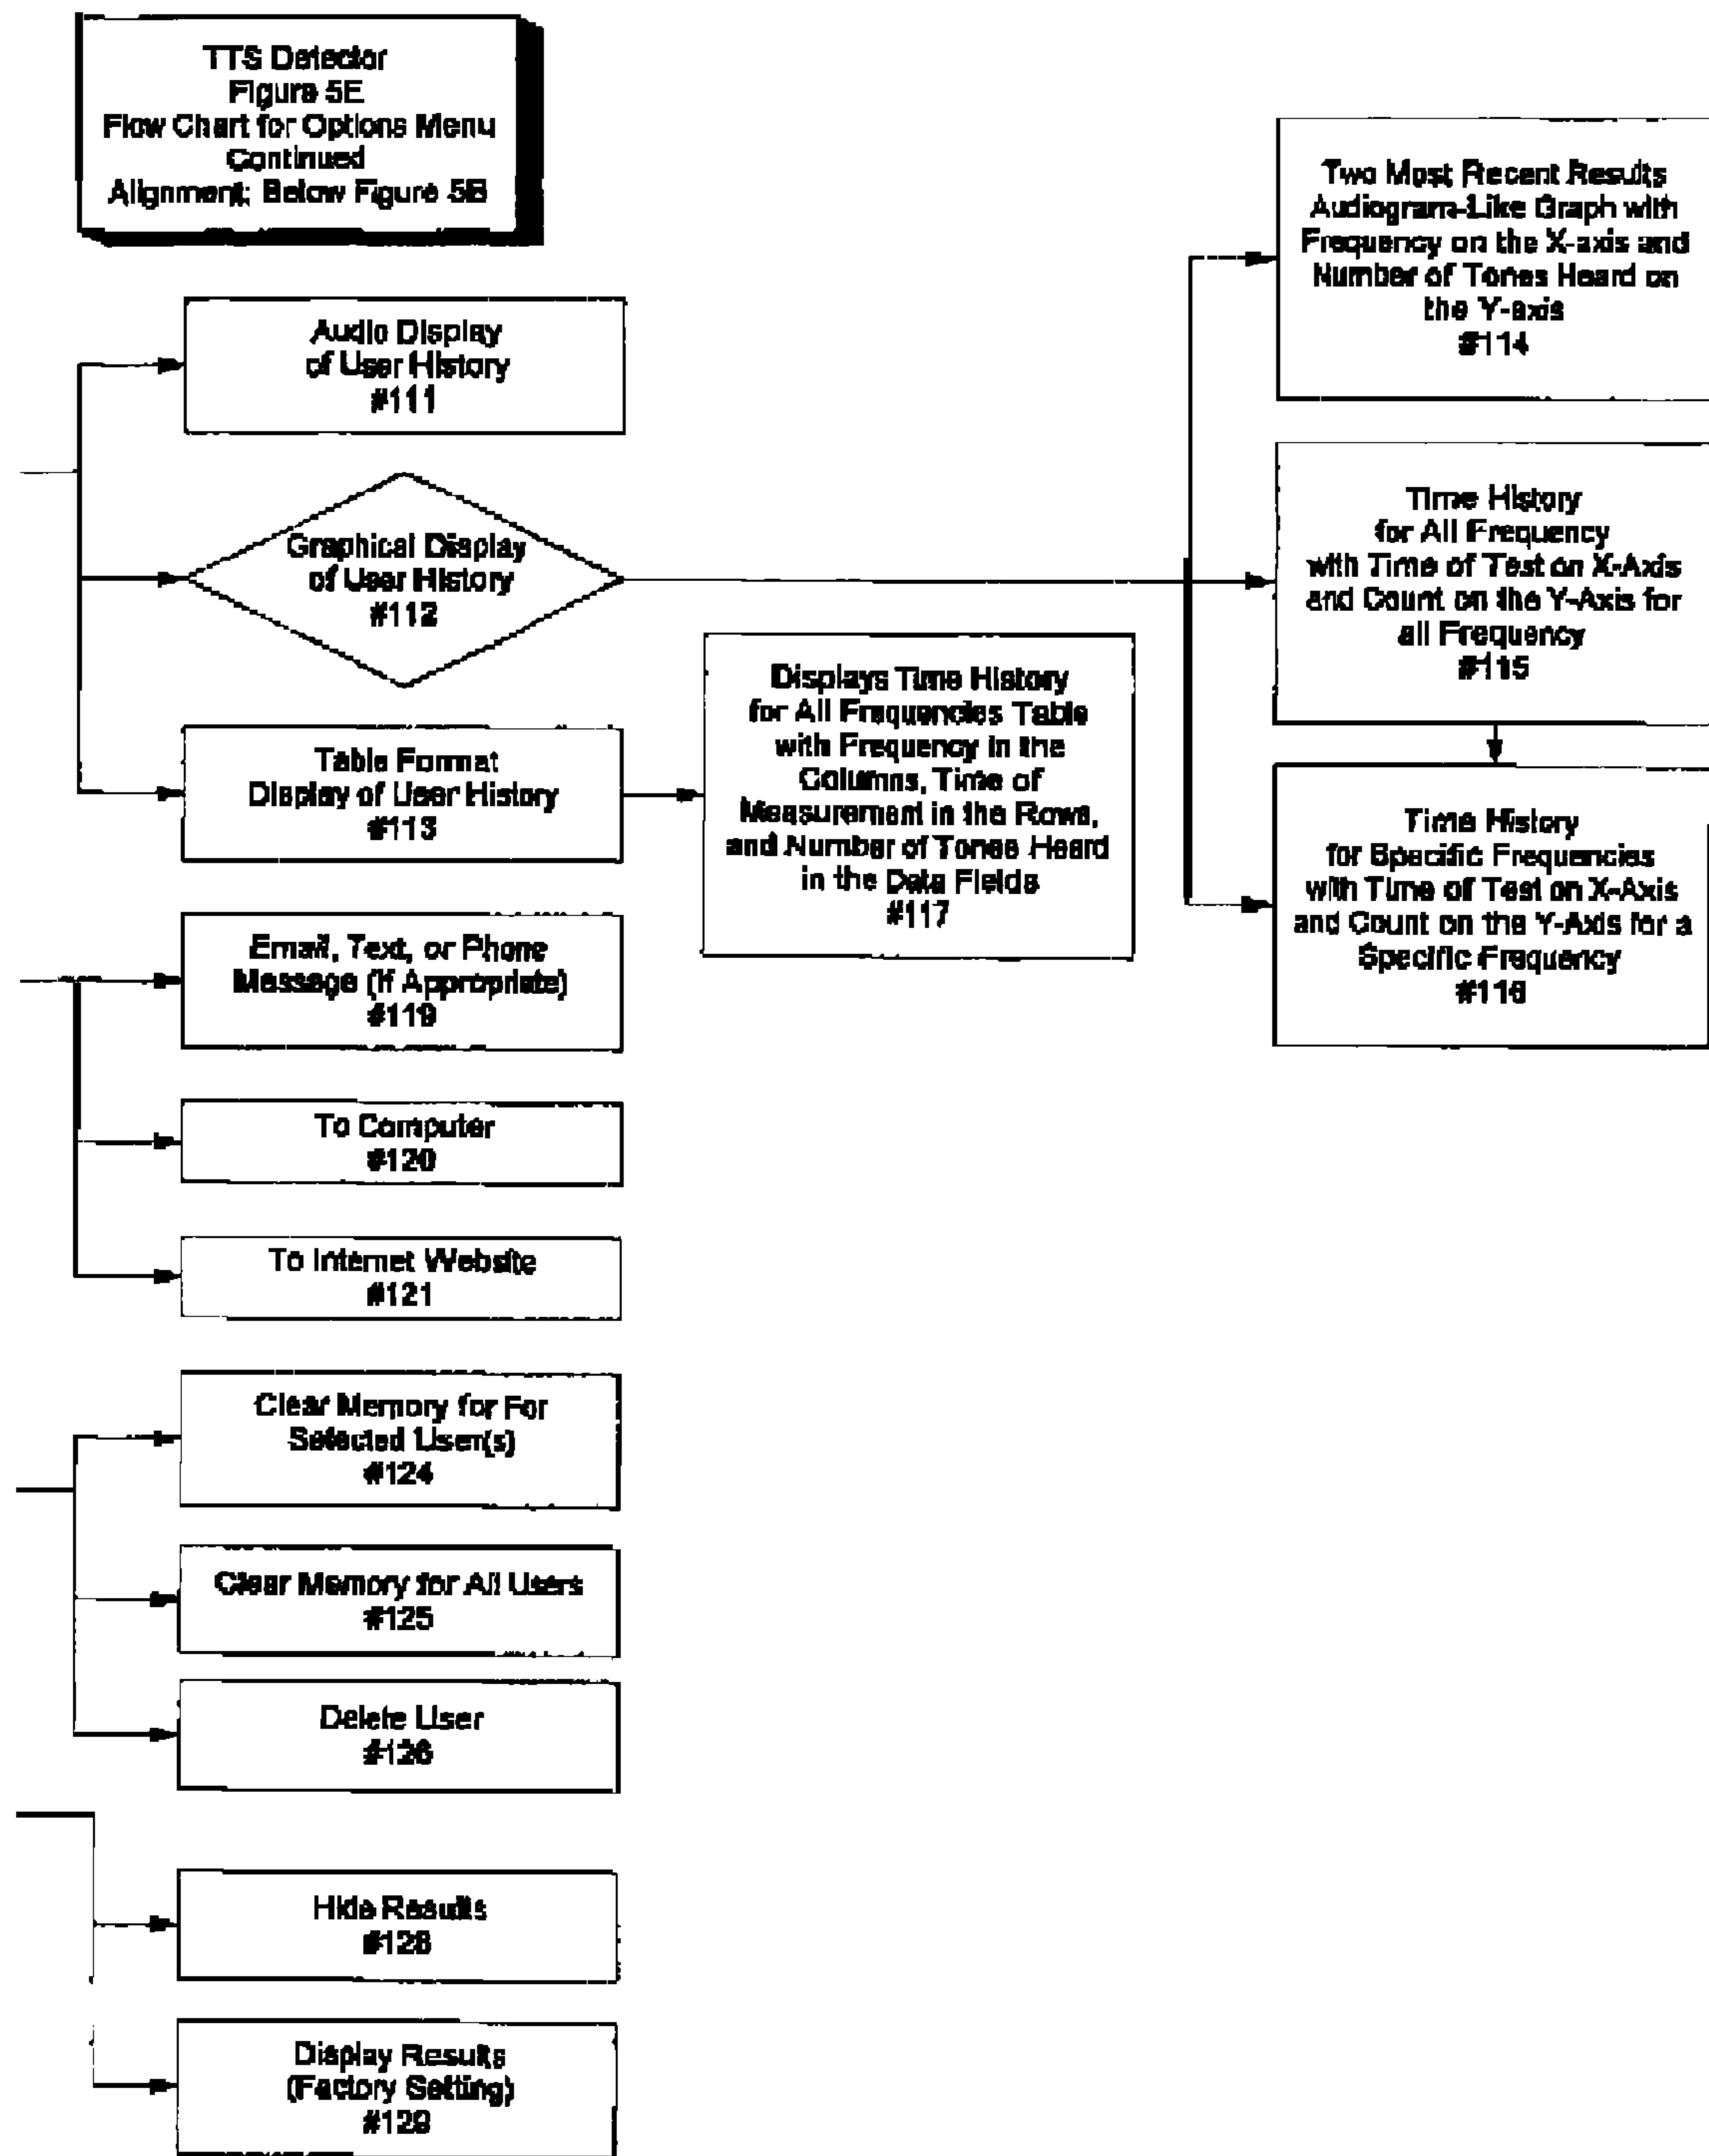 TTS Detector
Figure 5E
Flow Chart for Options Menu
Continued
Alignment: Below Figure 5B
Audio Display
of User History
#111
Graphical Display
of User History
#112
Table Format
Display of User History
#113
Displays Time History
for All Frequencies Table
with Frequency in the
Columns, Time of
Measurement in the Rows,
and Number of Tones Heard
in the Data Fields
#117
Two Most Recent Results
Audiogram-Like Graph with
Frequency on the X-axis and
Number of Tones Heard on
the Y-axis
#114
Time History
for All Frequency
with Time of Test on X-Axis
and Count on the Y-Axis for
all Frequency
#115
Time History
for Specific Frequencies
with Time of Test on X-Axis
and Count on the Y-Axis for a
Specific Frequency
#116
Email, Text, or Phone
Message (If Appropriate)
#119
To Computer
#120
To Internet Website
#121
Clear Memory for For
Selected User(s)
#124
Clear Memory for All Users
#125
Delete User
#126
Hide Results
#128
Display Results
(Factory Setting)
#129